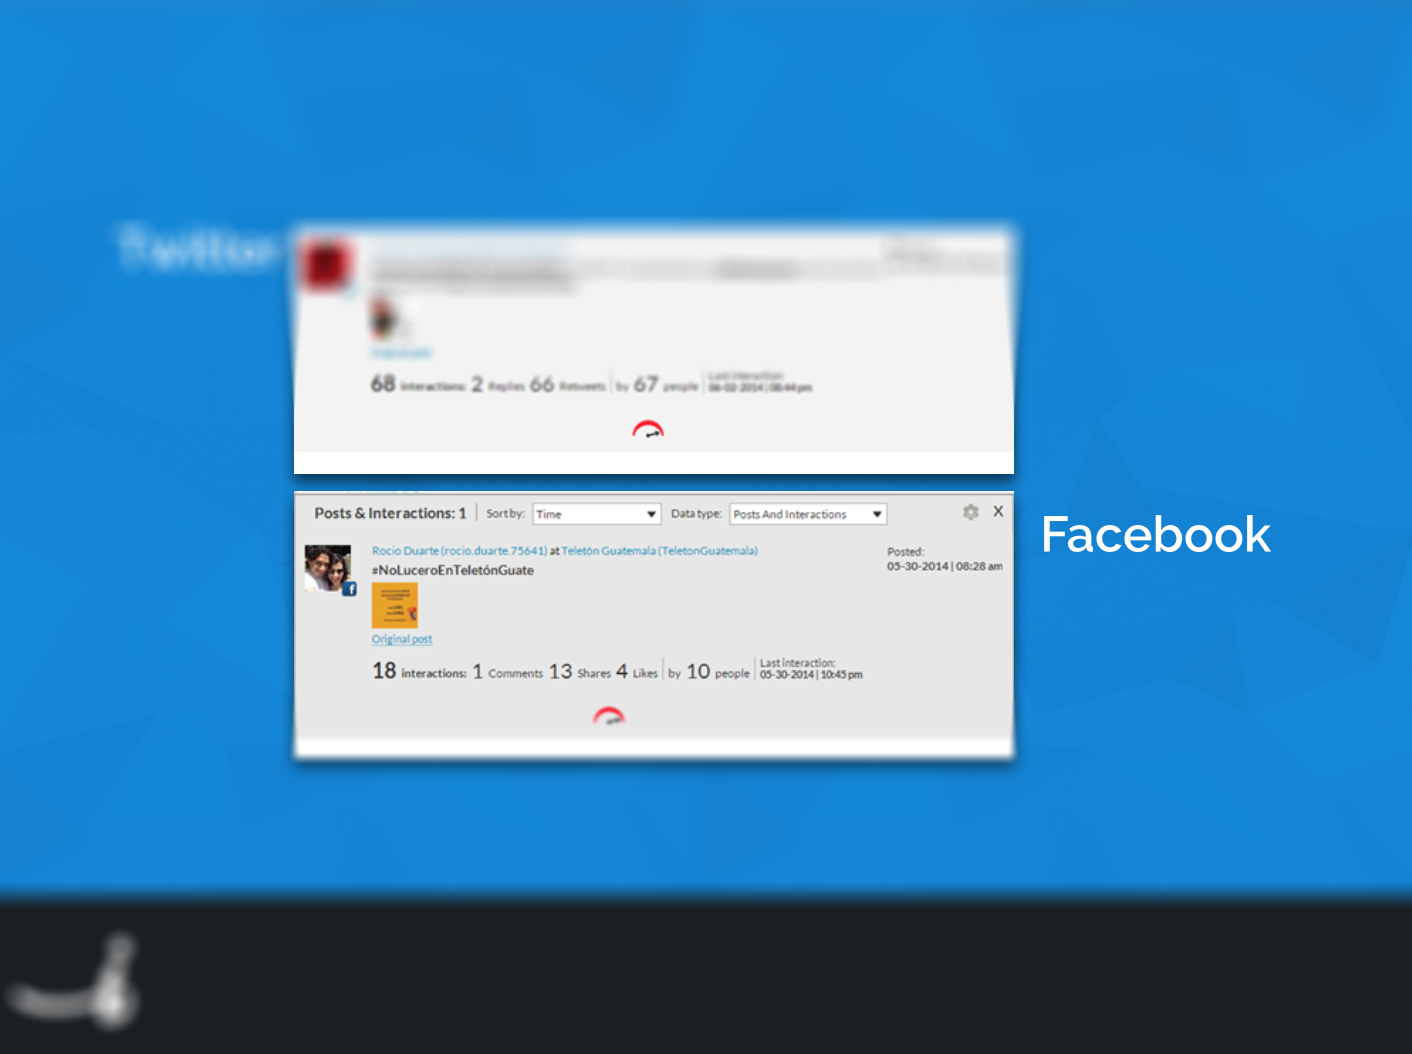 Twitter
68 interactions: 2 Replies 66 Retweets by 67 people
Last interaction:
06-02-2014 | 08:44 pm
Posts & Interactions: 1 Sort by: Time Data type: Posts And Interactions X
Facebook
Rocio Duarte (rocio.duarte.75641) at Teletón Guatemala (TeletonGuatemala)
Posted:
05-30-2014 | 08:28 am
#NoLuceroEnTeletónGuate
Original post
18 interactions: 1 Comments 13 Shares 4 Likes by 10 people
Last interaction:
05-30-2014 | 10:45 pm